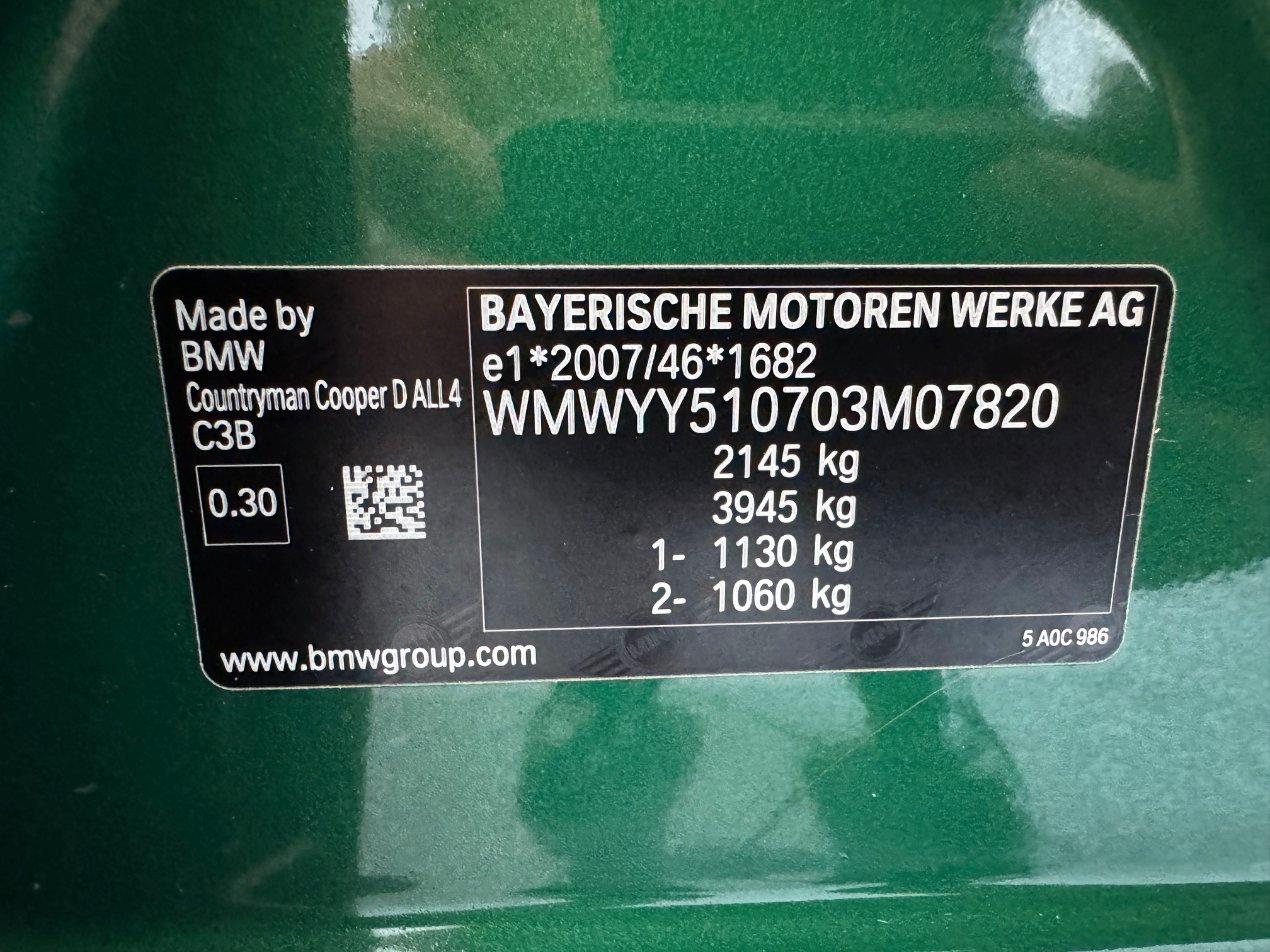 Made by
BMW
Countryman Cooper D ALL4
C3B
0.30
www.bmwgroup.com
BAYERISCHE MOTOREN WERKE AG
e1*2007/46*1682
WMWYY510703M07820
2145 kg
3945 kg
1- 1130 kg
2- 1060 kg
5 A0C 986